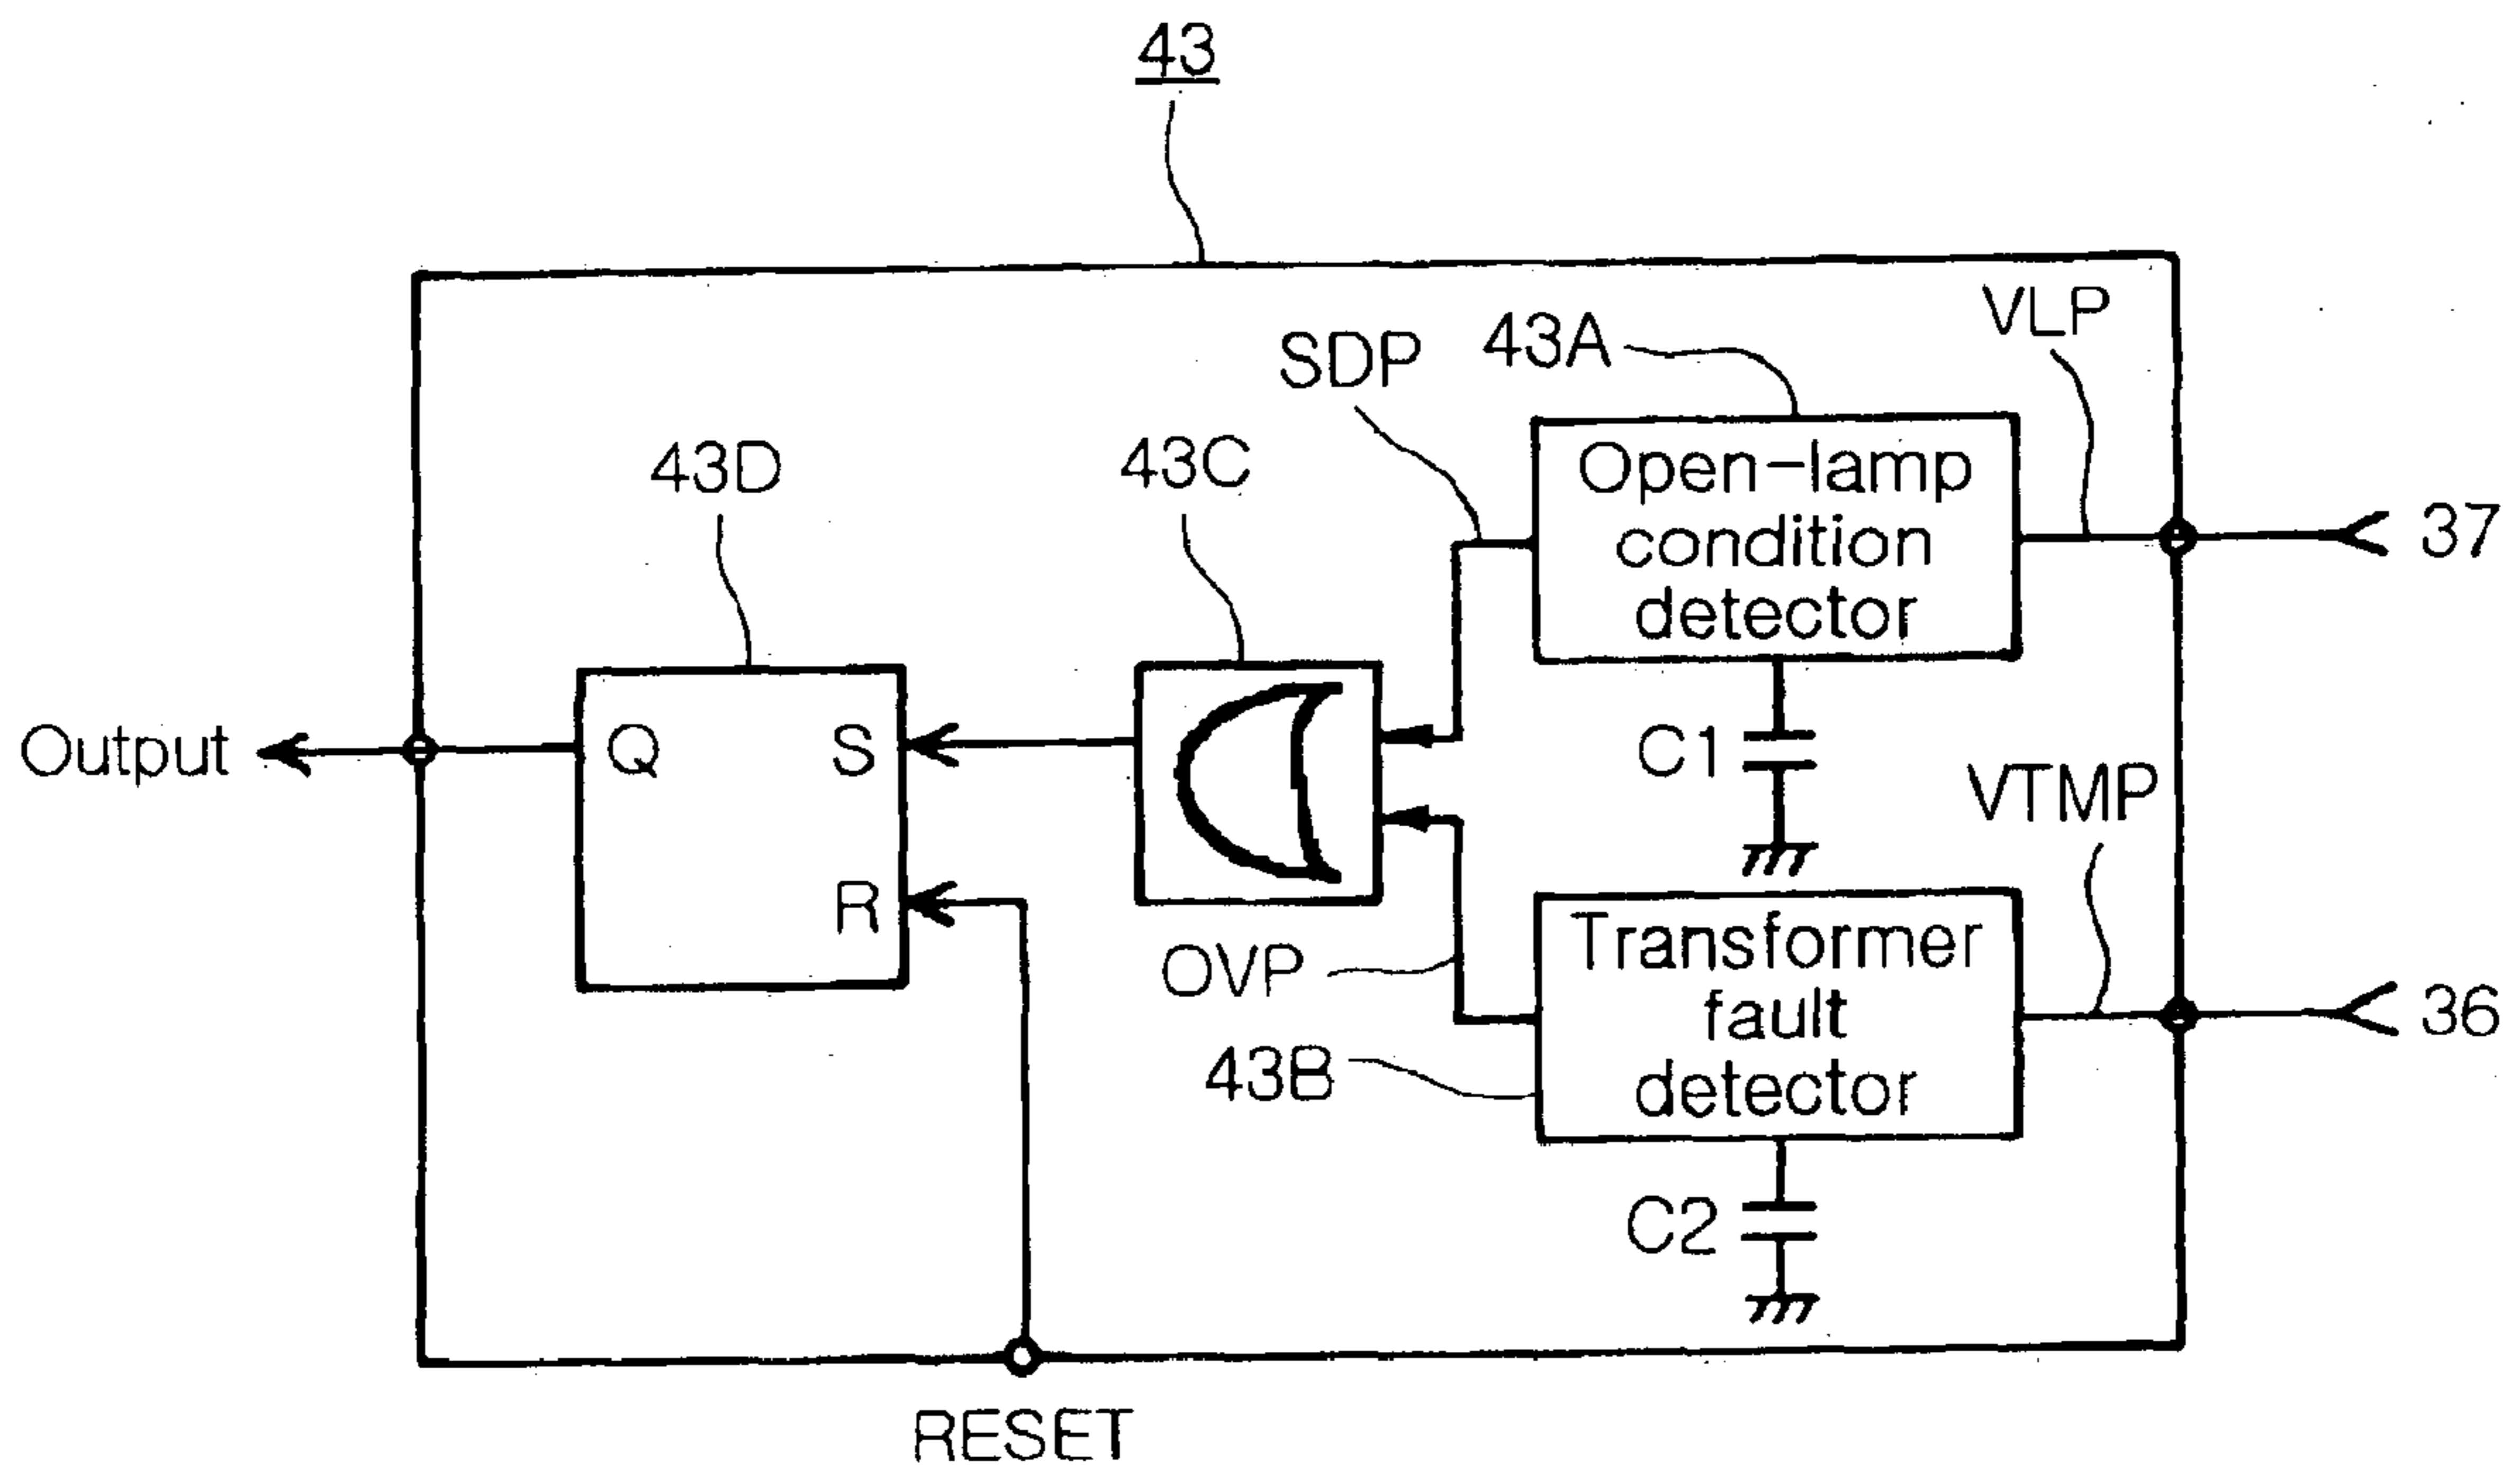 43
VLP
SDP
43A
43D
43C
Open-lamp
condition
detector
37
Output
Q
S
R
C1
VTMP
OVP
43B
Transformer
fault
detector
36
C2
RESET